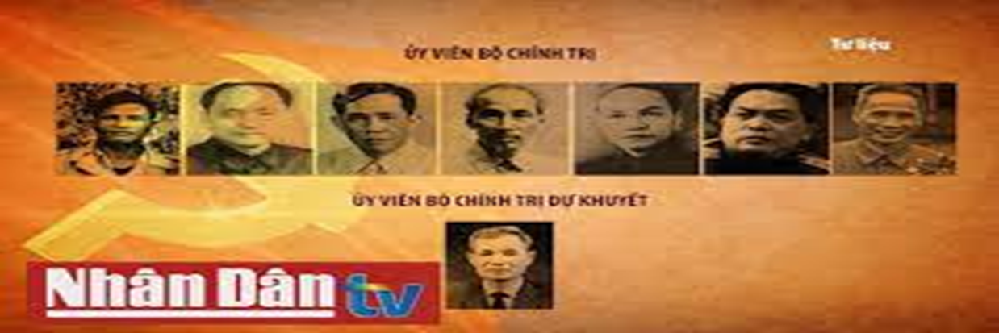 Tư liệu
ỦY VIÊN BỘ CHÍNH TRỊ
ỦY VIÊN BỘ CHÍNH TRỊ DỰ KHUYẾT
Nhân Dân tv